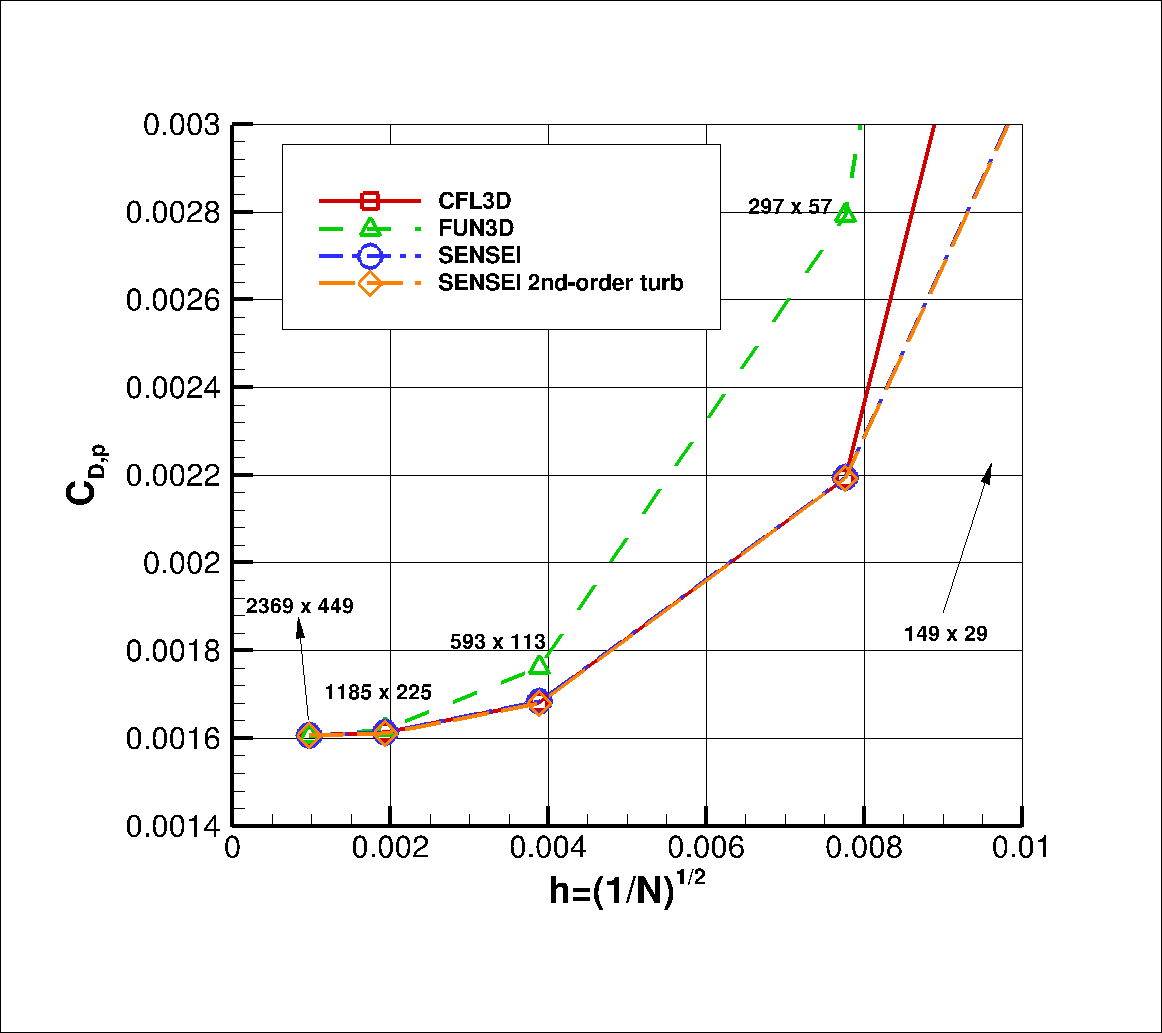 0.003
0.0028
0.0026
0.0024
0.0022
0.002
0.0018
0.0016
0.0014
C_D,p
CFL3D
FUN3D
SENSEI
SENSEI 2nd-order turb
297 x 57
2369 x 449
593 x 113
149 x 29
1185 x 225
0
0.002
0.004
0.006
0.008
0.01
h=(1/N)^1/2